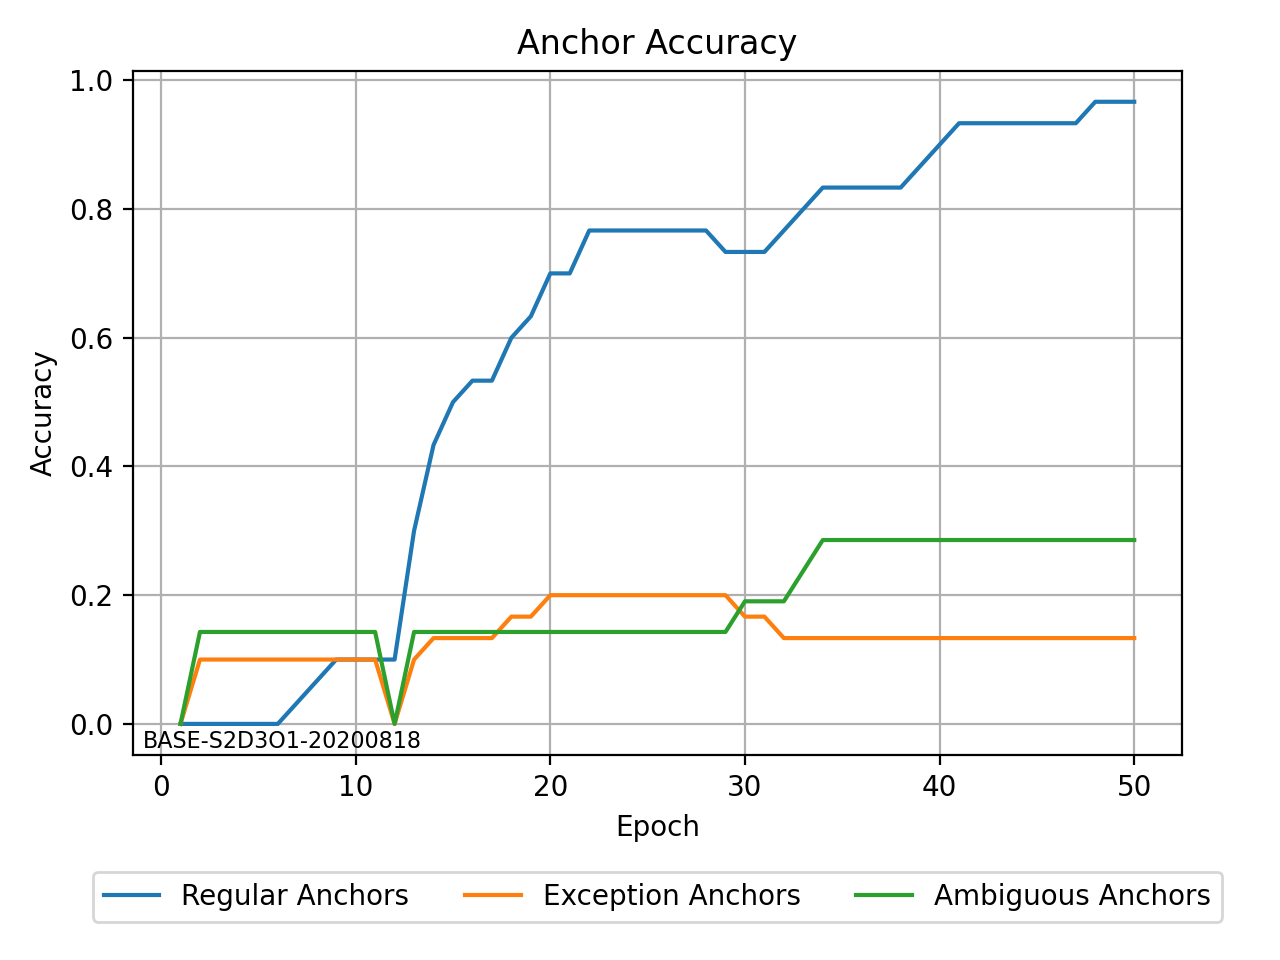 Anchor Accuracy
1.0
0.8
0.6
0.4
0.2
0.0
Accuracy
BASE-S2D3O1-20200818
0 10 20 30 40 50
Epoch
Regular Anchors Exception Anchors Ambiguous Anchors